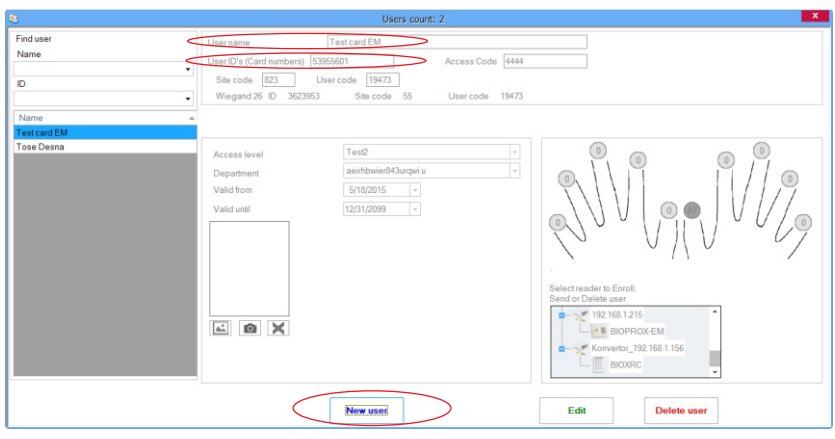 Users count: 2
x
Find user
Name
ID
Name
Test card EM
Tose Desna
User name Test card EM
User ID's (Card numbers) 53955601 Access Code 4444
Site code 823 User code 19473
Wiegand 26 ID 3623953 Site code 55 User code 19473
Access level Test2
Department aeirhbwier843urqwi u
Valid from 5/18/2015
Valid until 12/31/2099
0 0 0 0 0 0 0 0 0
Select reader to Enroll,
Send or Delete user
192.168.1.215
BIOPROX-EM
Konvertor_192.168.1.156
BIOXRC
New user
Edit
Delete user